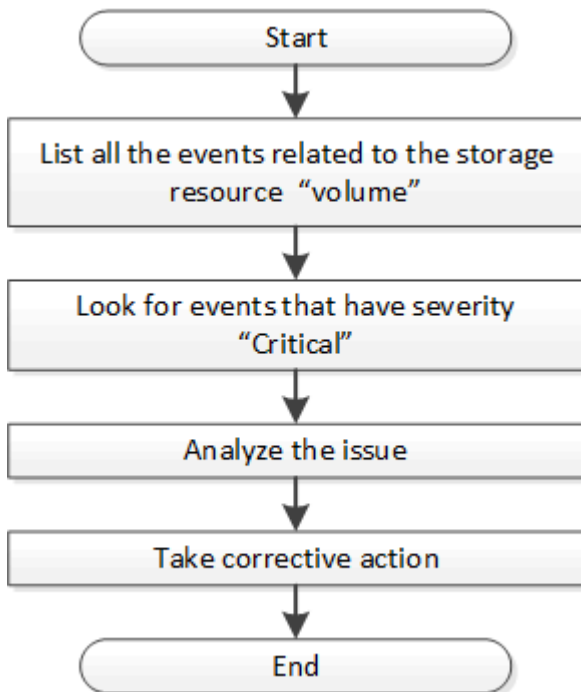 Start
List all the events related to the storage
resource “volume”
Look for events that have severity
“Critical”
Analyze the issue
Take corrective action
End